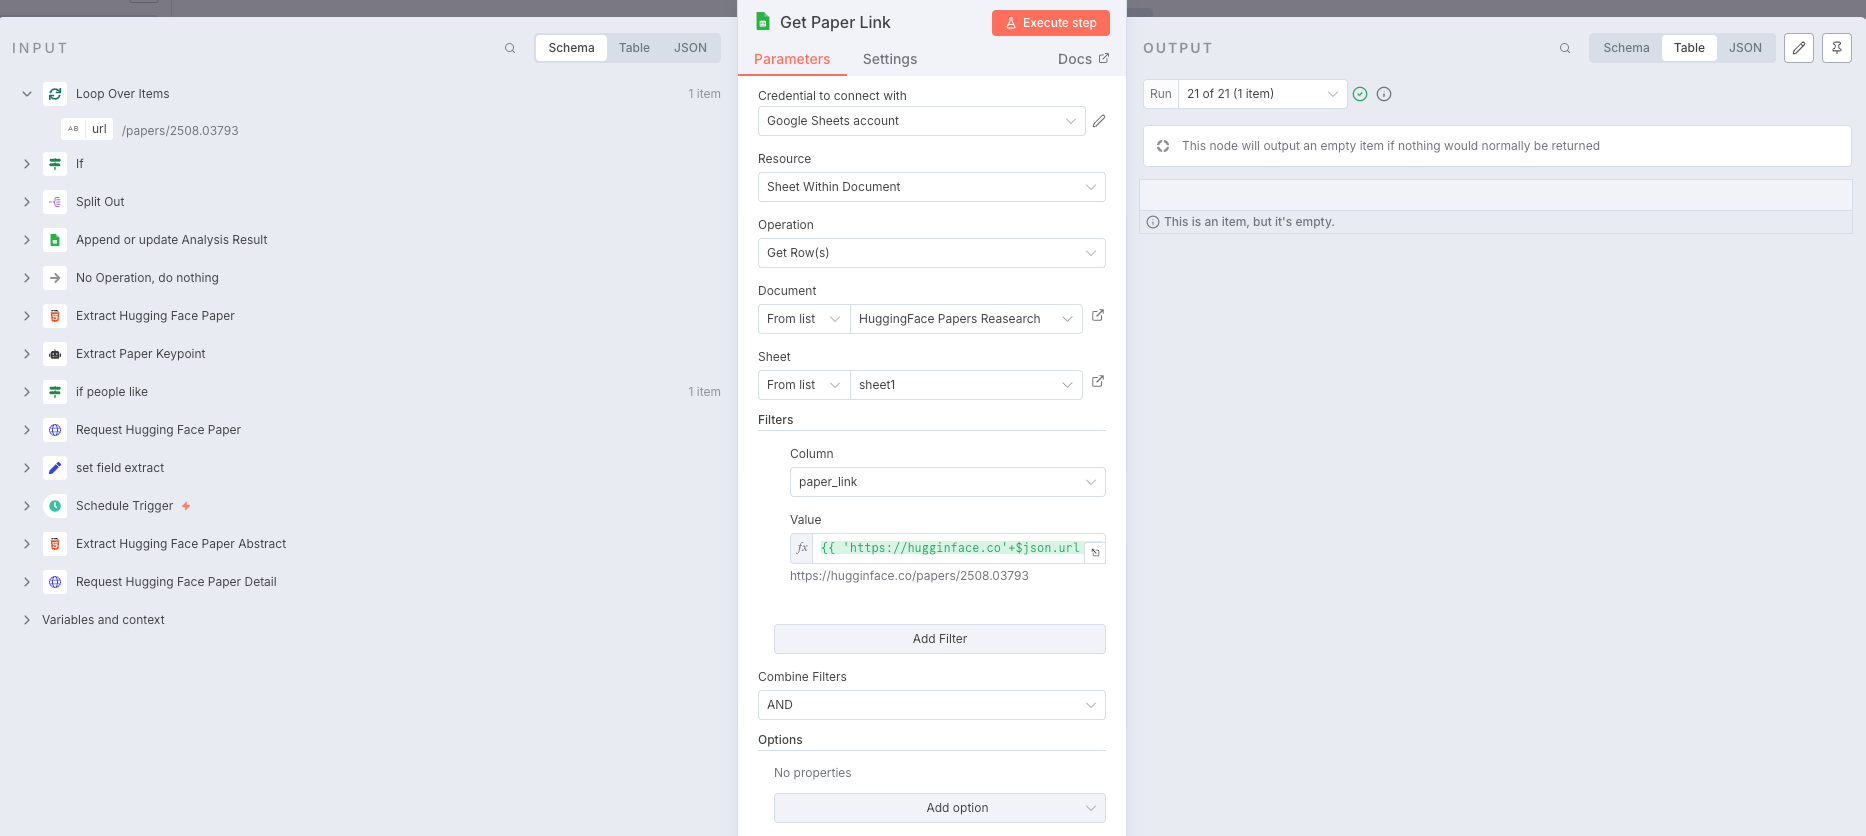 INPUT
Schema
Table
JSON
Loop Over Items
1 item
AB url /papers/2508.03793
If
Split Out
Append or update Analysis Result
No Operation, do nothing
Extract Hugging Face Paper
Extract Paper Keypoint
if people like
1 item
Request Hugging Face Paper
set field extract
Schedule Trigger
Extract Hugging Face Paper Abstract
Request Hugging Face Paper Detail
Variables and context
Get Paper Link
Execute step
Parameters
Settings
Docs
Credential to connect with
Google Sheets account
Resource
Sheet Within Document
Operation
Get Row(s)
Document
From list
HuggingFace Papers Reasearch
Sheet
From list
sheet1
Filters
Column
paper_link
Value
fx {{ 'https://hugginface.co'+$json.url
https://hugginface.co/papers/2508.03793
Add Filter
Combine Filters
AND
Options
No properties
Add option
OUTPUT
Schema
Table
JSON
Run
21 of 21 (1 item)
This node will output an empty item if nothing would normally be returned
This is an item, but it's empty.